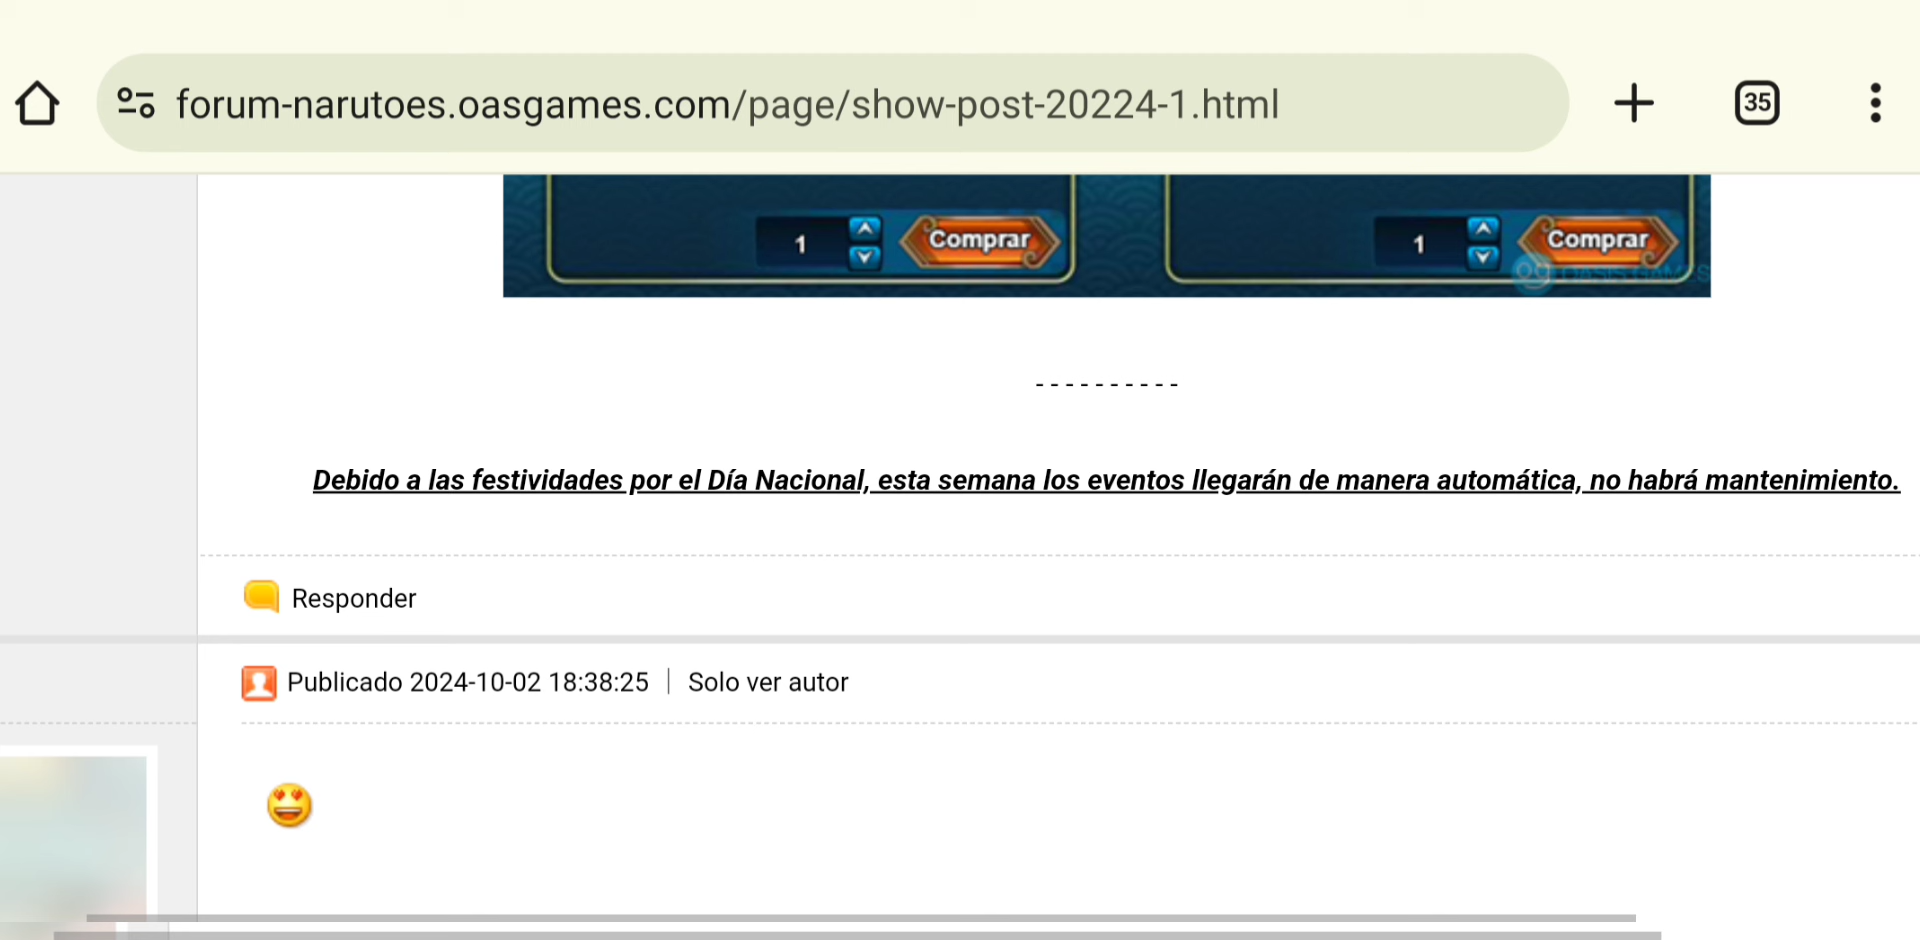 forum-narutoes.oasgames.com/page/show-post-20224-1.html
35
1 Comprar 1 Comprar
OASIS GAMES
----------
Debido a las festividades por el Día Nacional, esta semana los eventos llegarán de manera automática, no habrá mantenimiento.
Responder
Publicado 2024-10-02 18:38:25 | Solo ver autor